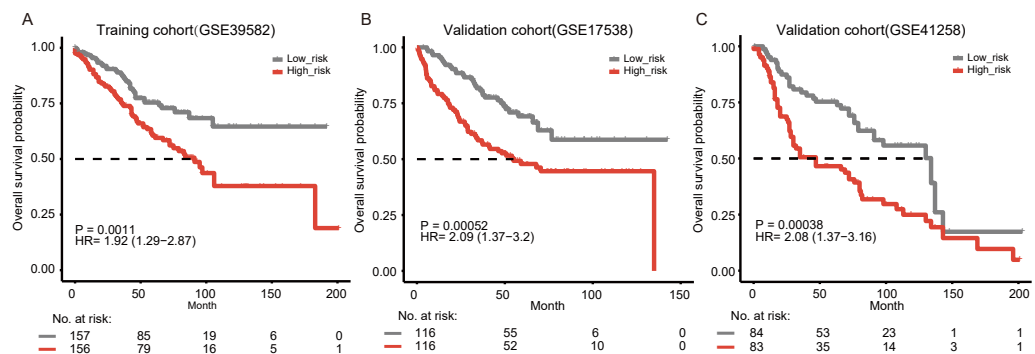 A
Training cohort(GSE39582)
Overall survival probability
1.00
0.75
0.50
0.25
0.00
Low_risk
High_risk
P = 0.0011
HR= 1.92 (1.29−2.87)
0 50 100 150 200
Month
No. at risk:
157 85 19 6 0
156 79 16 5 1
B
Validation cohort(GSE17538)
Overall survival probability
1.00
0.75
0.50
0.25
0.00
Low_risk
High_risk
P = 0.00052
HR= 2.09 (1.37−3.2)
0 50 100 150
Month
No. at risk:
116 55 6 0
116 52 10 0
C
Validation cohort(GSE41258)
Overall survival probability
1.00
0.75
0.50
0.25
0.00
Low_risk
High_risk
P = 0.00038
HR= 2.08 (1.37−3.16)
0 50 100 150 200
Month
No. at risk:
84 53 23 1 1
83 35 14 3 1